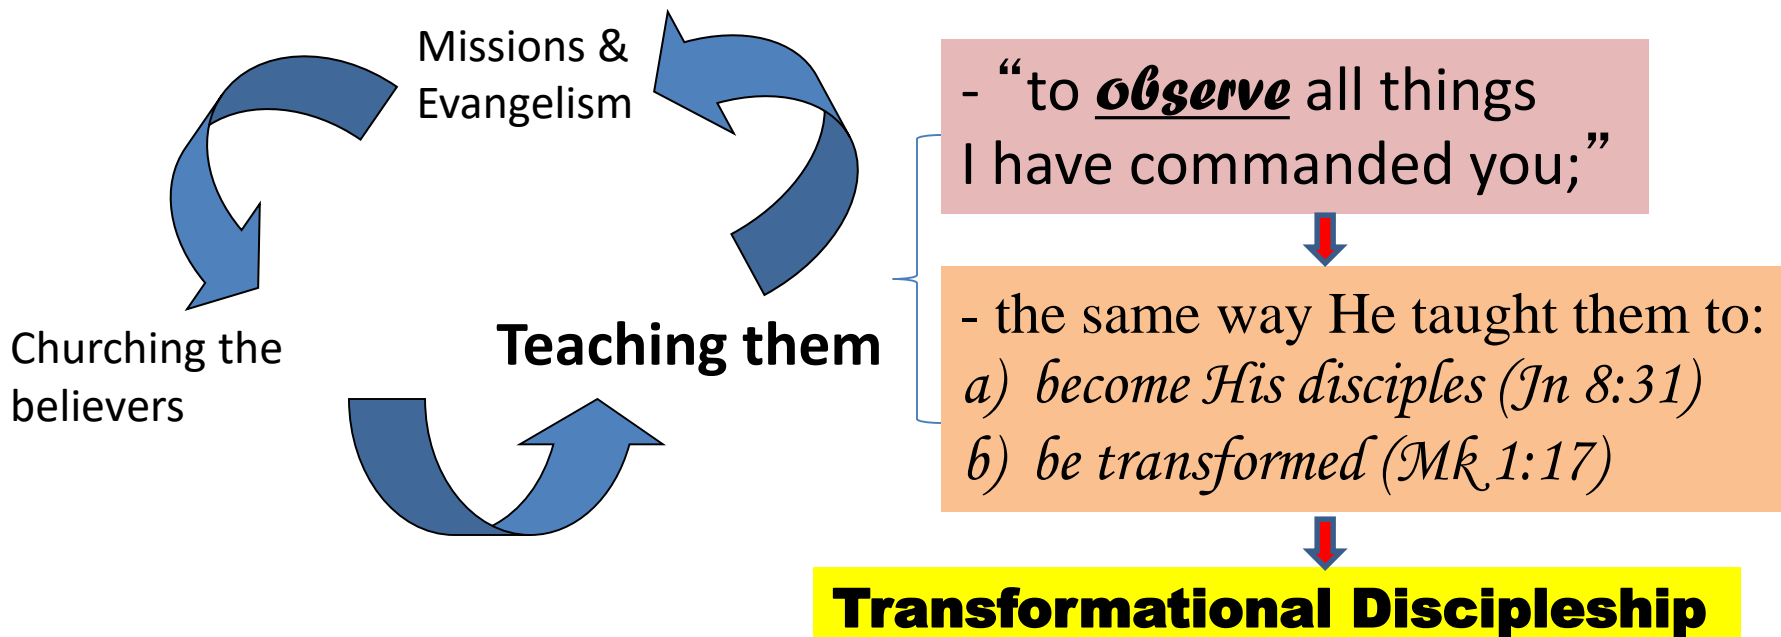 Missions &
Evangelism
Churching the
believers
Teaching them
- “to observe all things
I have commanded you;”
- the same way He taught them to:
a) become His disciples (Jn 8:31)
b) be transformed (Mk 1:17)
Transformational Discipleship